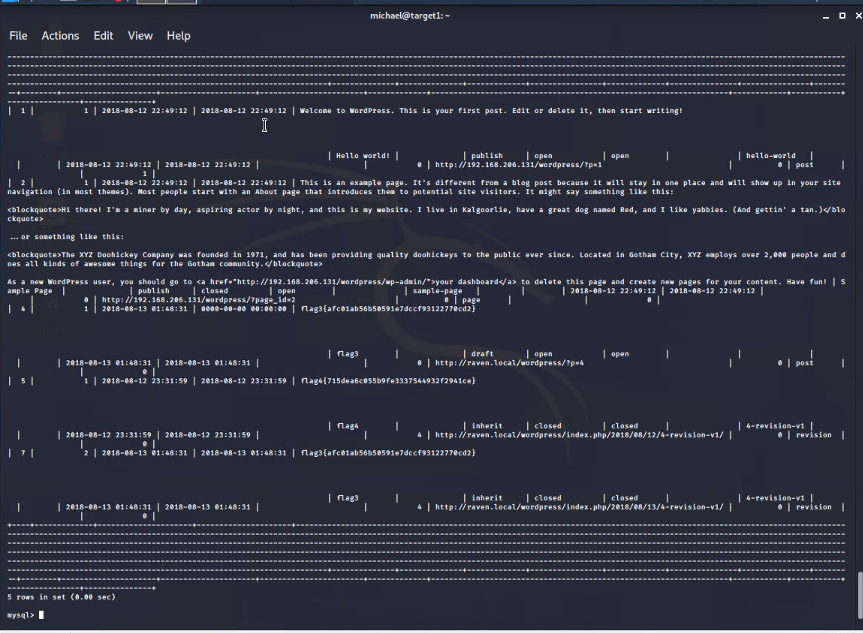 michael@target1:~
File Actions Edit View Help
| 1 | 1 | 2018-08-12 22:49:12 | 2018-08-12 22:49:12 | Welcome to WordPress. This is your first post. Edit or delete it, then start writing!
| Hello world! | | publish | open | open | | hello-world
| | 2018-08-12 22:49:12 | 2018-08-12 22:49:12 | | 0 | http://192.168.206.131/wordpress/?p=1 | 0 | post |
| 1 |
| 2 | 1 | 2018-08-12 22:49:12 | 2018-08-12 22:49:12 | This is an example page. It's different from a blog post because it will stay in one place and will show up in your site
navigation (in most themes). Most people start with an About page that introduces them to potential site visitors. It might say something like this:
<blockquote>Hi there! I'm a miner by day, aspiring actor by night, and this is my website. I live in Kalgoorlie, have a great dog named Red, and I like yabbies. (And gettin' a tan.)</blo
ckquote>
...or something like this:
<blockquote>The XYZ Doohickey Company was founded in 1971, and has been providing quality doohickeys to the public ever since. Located in Gotham City, XYZ employs over 2,000 people and d
oes all kinds of awesome things for the Gotham community.</blockquote>
As a new WordPress user, you should go to <a href="http://192.168.206.131/wordpress/wp-admin/">your dashboard</a> to delete this page and create new pages for your content. Have fun! | S
ample Page | | publish | closed | open | | sample-page | | | 2018-08-12 22:49:12 | 2018-08-12 22:49:12 |
| 0 | http://192.168.206.131/wordpress/?page_id=2 | 0 | page | | 0 |
| 4 | 1 | 2018-08-13 01:48:31 | 0000-00-00 00:00:00 | flag3{afc01ab56b50591e7dccf93122770cd2}
| flag3 | | draft | open | open | | |
| | 2018-08-13 01:48:31 | 2018-08-13 01:48:31 | | 0 | http://raven.local/wordpress/?p=4 | 0 | post |
| 0 |
| 5 | 1 | 2018-08-12 23:31:59 | 2018-08-12 23:31:59 | flag4{715dea6c055b9fe3337544932f2941ce}
| flag4 | | inherit | closed | closed | | 4-revision-v1 |
| | 2018-08-12 23:31:59 | 2018-08-12 23:31:59 | | 4 | http://raven.local/wordpress/index.php/2018/08/12/4-revision-v1/ | 0 | revision |
| 0 |
| 7 | 2 | 2018-08-13 01:48:31 | 2018-08-13 01:48:31 | flag3{afc01ab56b50591e7dccf93122770cd2}
| flag3 | | inherit | closed | closed | | 4-revision-v1 |
| | 2018-08-13 01:48:31 | 2018-08-13 01:48:31 | | 4 | http://raven.local/wordpress/index.php/2018/08/13/4-revision-v1/ | 0 | revision |
| 0 |
5 rows in set (0.00 sec)
mysql>